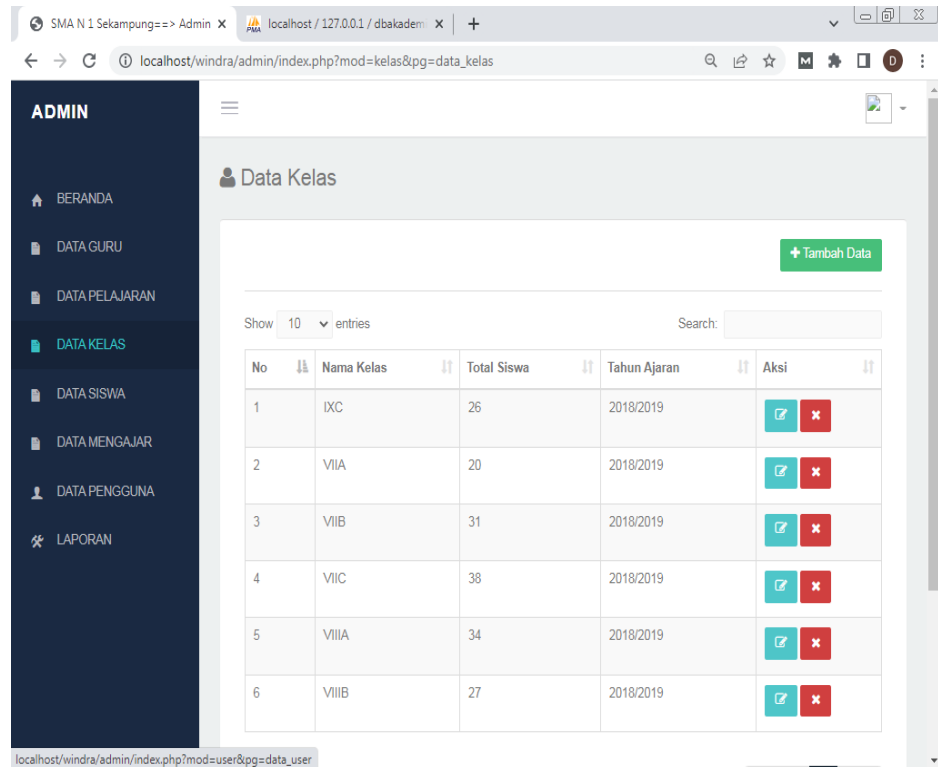 SMA N 1 Sekampung==> Admin
localhost / 127.0.0.1 / dbakademi
localhost/windra/admin/index.php?mod=kelas&pg=data_kelas
M D
ADMIN
Data Kelas
BERANDA
DATA GURU
DATA PELAJARAN
DATA KELAS
DATA SISWA
DATA MENGAJAR
DATA PENGGUNA
LAPORAN
+ Tambah Data
Show 10 entries Search:
No Nama Kelas Total Siswa Tahun Ajaran Aksi
1 IXC 26 2018/2019
2 VIIA 20 2018/2019
3 VIIB 31 2018/2019
4 VIIC 38 2018/2019
5 VIIIA 34 2018/2019
6 VIIIB 27 2018/2019
localhost/windra/admin/index.php?mod=user&pg=data_user